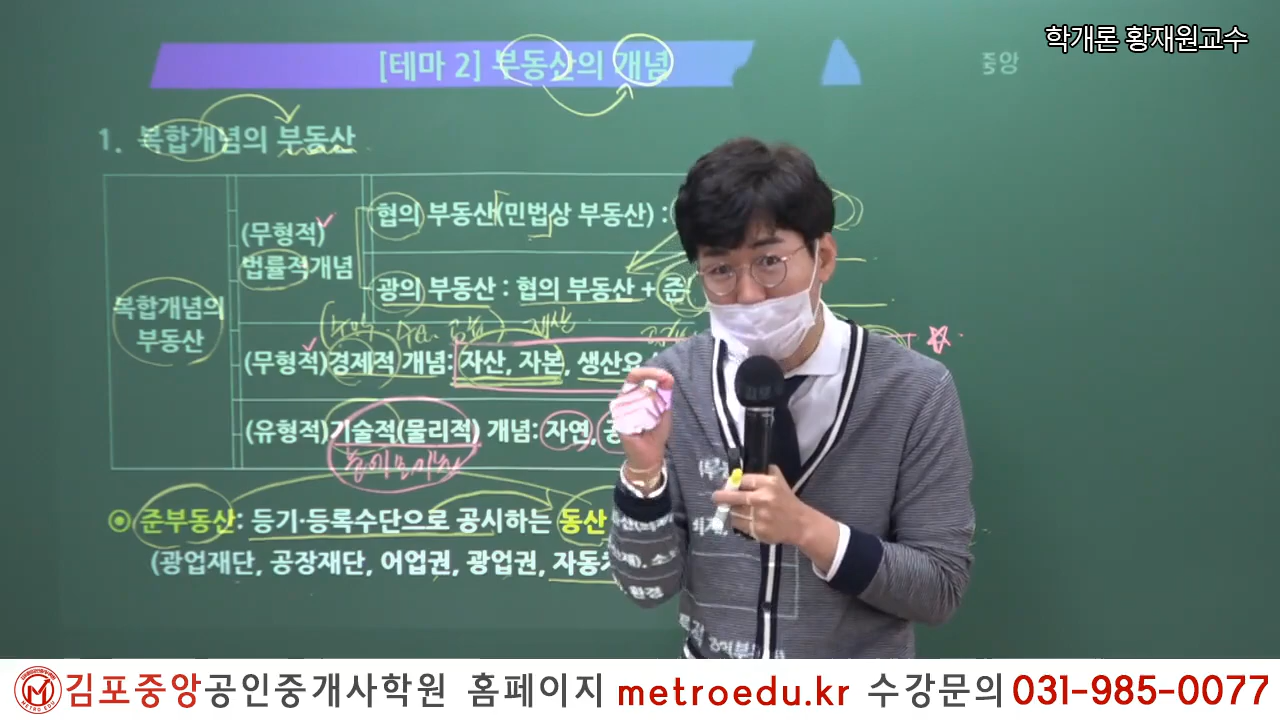 학개론 황재원교수
[테마 2] 부동산의 개념
중앙
1. 복합개념의 부동산
복합개념의
부동산
(무형적)
법률적개념
협의 부동산(민법상 부동산) :
광의 부동산 : 협의 부동산 + 준
(무형적)경제적 개념: 자산, 자본, 생산요
(유형적)기술적(물리적) 개념: 자연,
준부동산: 등기·등록수단으로 공시하는 동산
(광업재단, 공장재단, 어업권, 광업권, 자동차
환경
METRO EDU
김포중앙공인중개사학원 홈페이지 metroedu.kr 수강문의 031-985-0077